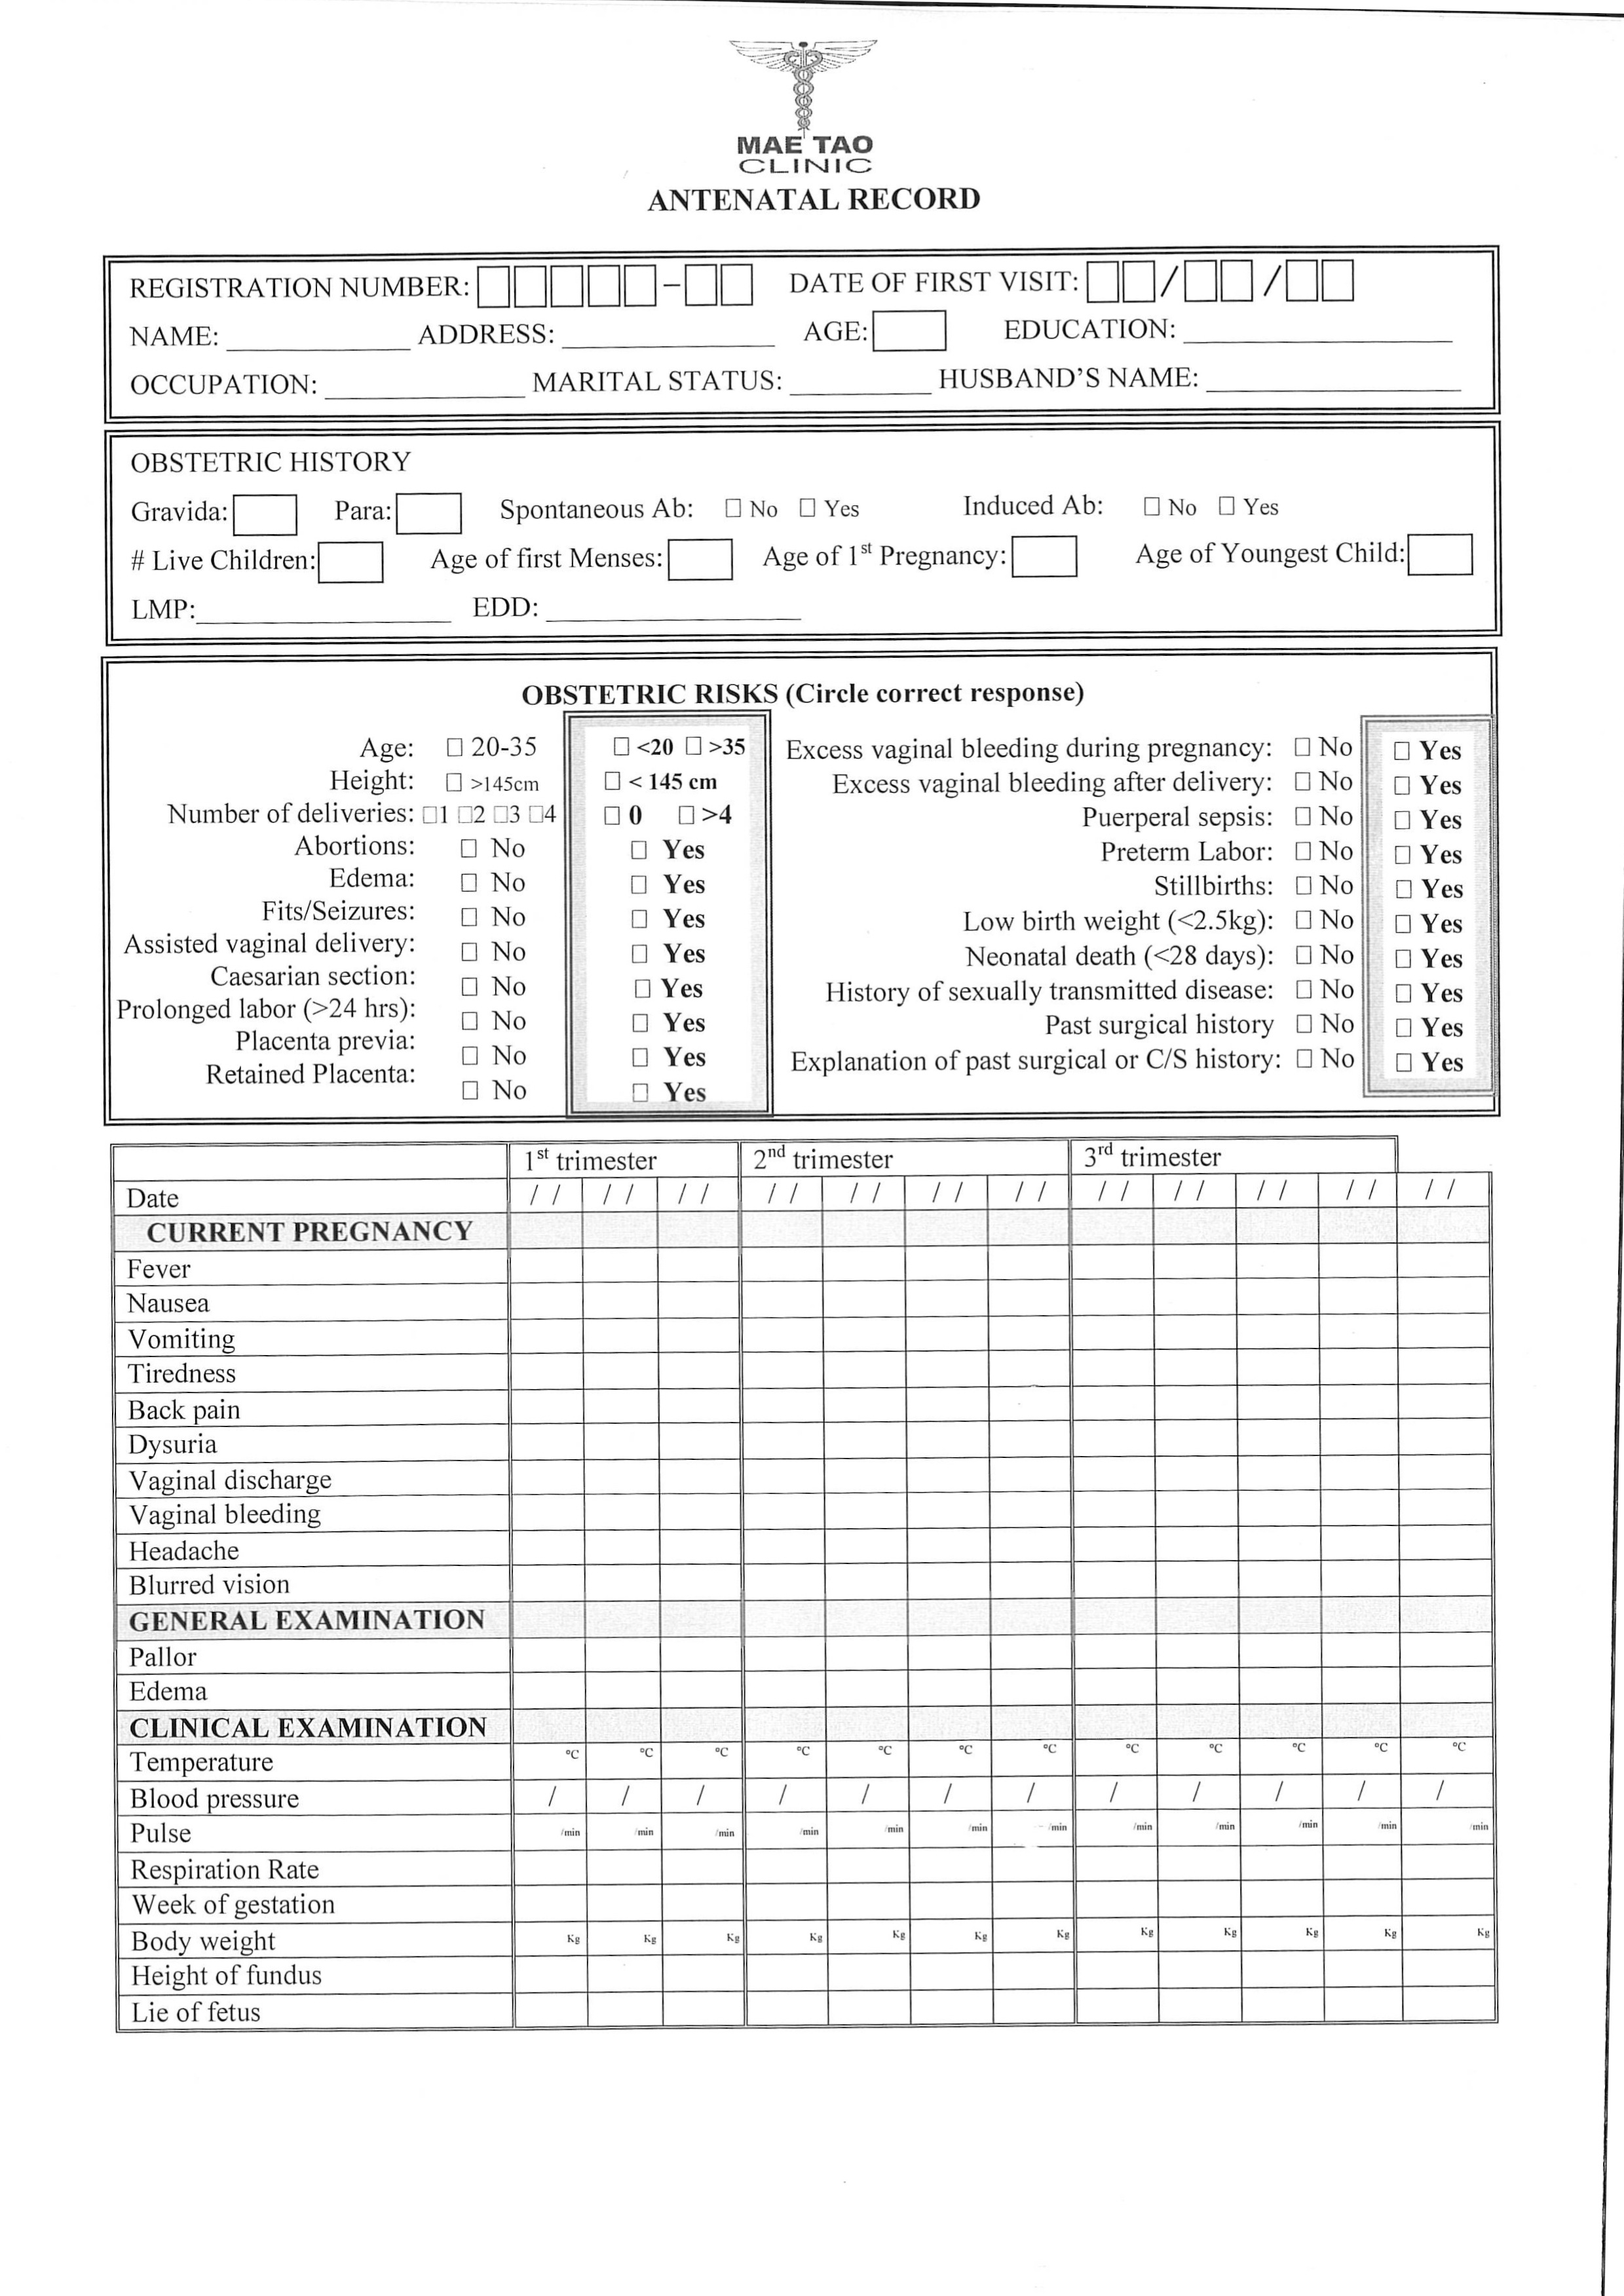 MAE TAO
CLINIC
ANTENATAL RECORD
REGISTRATION NUMBER: ☐☐☐☐☐-☐☐ DATE OF FIRST VISIT: ☐☐/☐☐/☐☐
NAME: ____________ ADDRESS: ____________ AGE: ☐ EDUCATION: ____________
OCCUPATION: ____________ MARITAL STATUS: ____________ HUSBAND'S NAME: ____________
OBSTETRIC HISTORY
Gravida: ☐ Para: ☐ Spontaneous Ab: ☐ No ☐ Yes Induced Ab: ☐ No ☐ Yes
# Live Children: ☐ Age of first Menses: ☐ Age of 1st Pregnancy: ☐ Age of Youngest Child: ☐
LMP: ____________ EDD: ____________
OBSTETRIC RISKS (Circle correct response)
Age: ☐ 20-35 ☐ <20 ☐ >35 Excess vaginal bleeding during pregnancy: ☐ No ☐ Yes
Height: ☐ >145cm ☐ < 145 cm Excess vaginal bleeding after delivery: ☐ No ☐ Yes
Number of deliveries: ☐1 ☐2 ☐3 ☐4 ☐ 0 ☐ >4 Puerperal sepsis: ☐ No ☐ Yes
Abortions: ☐ No ☐ Yes Preterm Labor: ☐ No ☐ Yes
Edema: ☐ No ☐ Yes Stillbirths: ☐ No ☐ Yes
Fits/Seizures: ☐ No ☐ Yes Low birth weight (<2.5kg): ☐ No ☐ Yes
Assisted vaginal delivery: ☐ No ☐ Yes Neonatal death (<28 days): ☐ No ☐ Yes
Caesarian section: ☐ No ☐ Yes History of sexually transmitted disease: ☐ No ☐ Yes
Prolonged labor (>24 hrs): ☐ No ☐ Yes Past surgical history ☐ No ☐ Yes
Placenta previa: ☐ No ☐ Yes Explanation of past surgical or C/S history: ☐ No ☐ Yes
Retained Placenta: ☐ No ☐ Yes
1st trimester 2nd trimester 3rd trimester
Date / / / / / / / / / / / / / / / / / / / / / / / /
CURRENT PREGNANCY
Fever
Nausea
Vomiting
Tiredness
Back pain
Dysuria
Vaginal discharge
Vaginal bleeding
Headache
Blurred vision
GENERAL EXAMINATION
Pallor
Edema
CLINICAL EXAMINATION
Temperature °C °C °C °C °C °C °C °C °C °C °C °C
Blood pressure / / / / / / / / / / / /
Pulse /min /min /min /min /min /min /min /min /min /min /min /min
Respiration Rate
Week of gestation
Body weight Kg Kg Kg Kg Kg Kg Kg Kg Kg Kg Kg Kg
Height of fundus
Lie of fetus